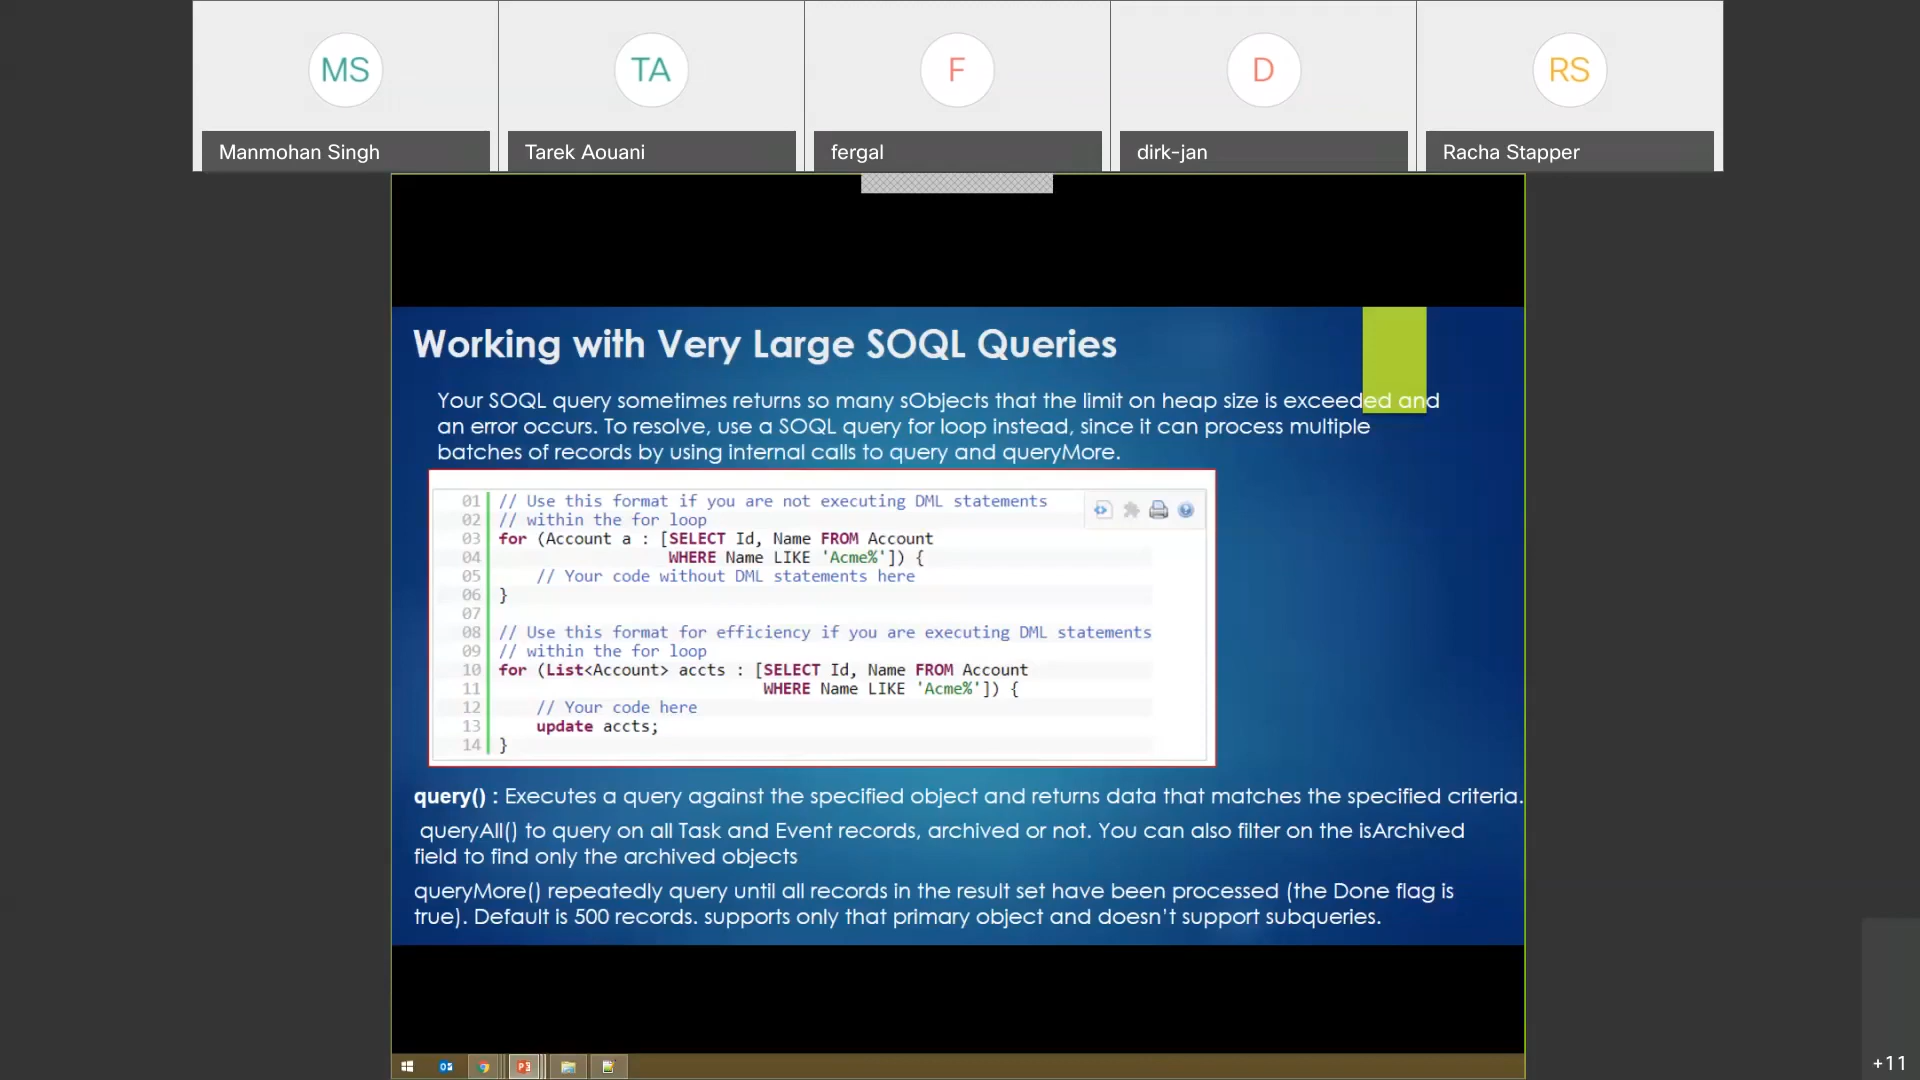 MS
TA
F
D
RS
Manmohan Singh
Tarek Aouani
fergal
dirk-jan
Racha Stapper
Working with Very Large SOQL Queries
Your SOQL query sometimes returns so many sObjects that the limit on heap size is exceeded and
an error occurs. To resolve, use a SOQL query for loop instead, since it can process multiple
batches of records by using internal calls to query and queryMore.
01 // Use this format if you are not executing DML statements
02 // within the for loop
03 for (Account a : [SELECT Id, Name FROM Account
04 WHERE Name LIKE 'Acme%']) {
05 // Your code without DML statements here
06 }
07
08 // Use this format for efficiency if you are executing DML statements
09 // within the for loop
10 for (List<Account> accts : [SELECT Id, Name FROM Account
11 WHERE Name LIKE 'Acme%']) {
12 // Your code here
13 update accts;
14 }
query() : Executes a query against the specified object and returns data that matches the specified criteria.
queryAll() to query on all Task and Event records, archived or not. You can also filter on the isArchived
field to find only the archived objects
queryMore() repeatedly query until all records in the result set have been processed (the Done flag is
true). Default is 500 records. supports only that primary object and doesn't support subqueries.
+11